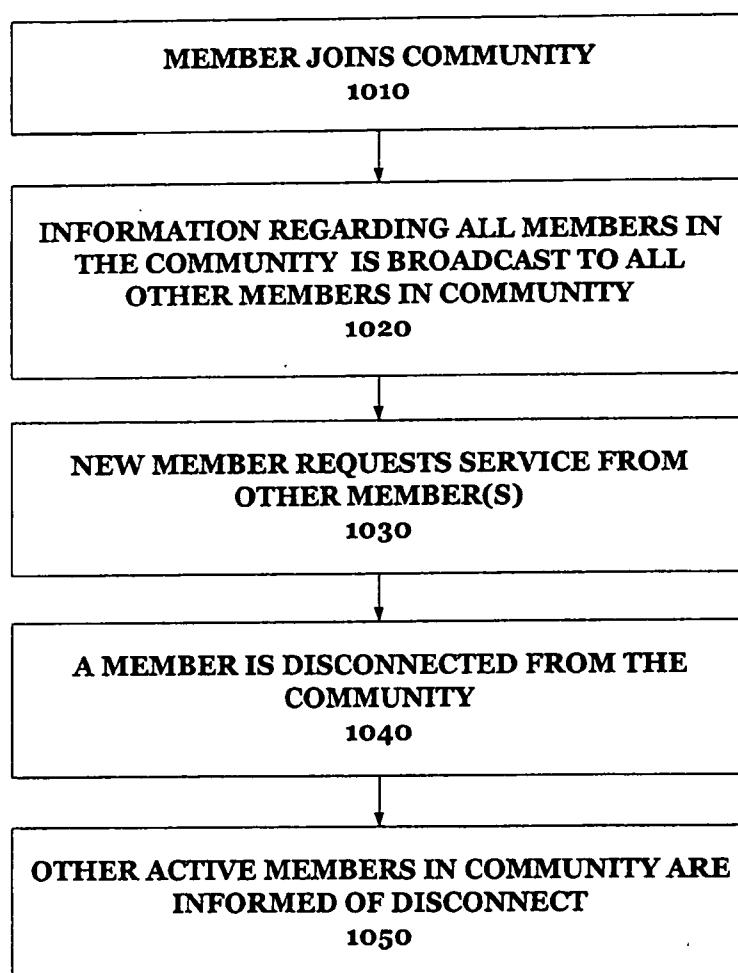 MEMBER JOINS COMMUNITY
1010
INFORMATION REGARDING ALL MEMBERS IN
THE COMMUNITY IS BROADCAST TO ALL
OTHER MEMBERS IN COMMUNITY
1020
NEW MEMBER REQUESTS SERVICE FROM
OTHER MEMBER(S)
1030
A MEMBER IS DISCONNECTED FROM THE
COMMUNITY
1040
OTHER ACTIVE MEMBERS IN COMMUNITY ARE
INFORMED OF DISCONNECT
1050